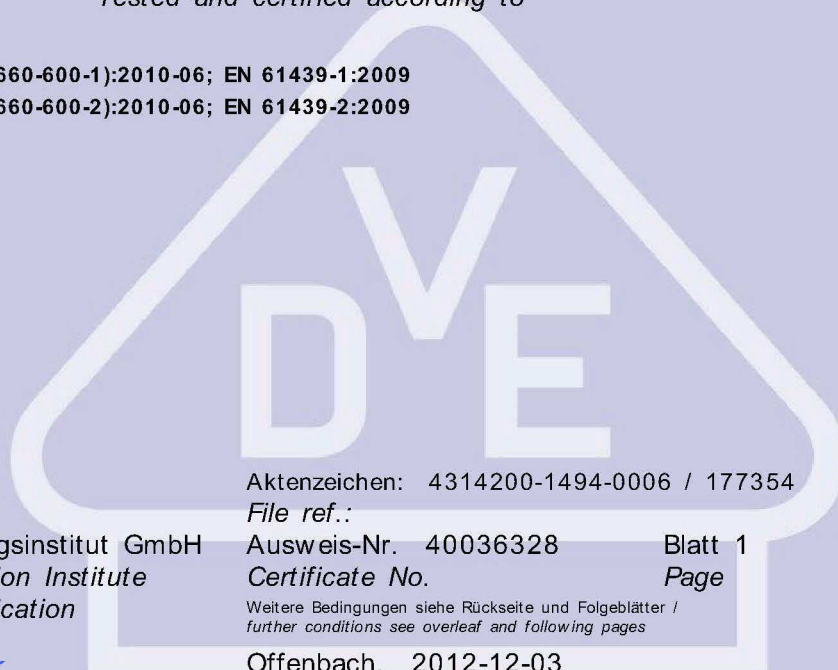 Tested and certified according to
660-600-1):2010-06; EN 61439-1:2009
660-600-2):2010-06; EN 61439-2:2009
VDE
Aktenzeichen: 4314200-1494-0006 / 177354
File ref.:
gsinstitut GmbH Ausweis-Nr. 40036328 Blatt 1
on Institute Certificate No. Page
ication
Weitere Bedingungen siehe Rückseite und Folgeblätter /
further conditions see overleaf and following pages
Offenbach, 2012-12-03